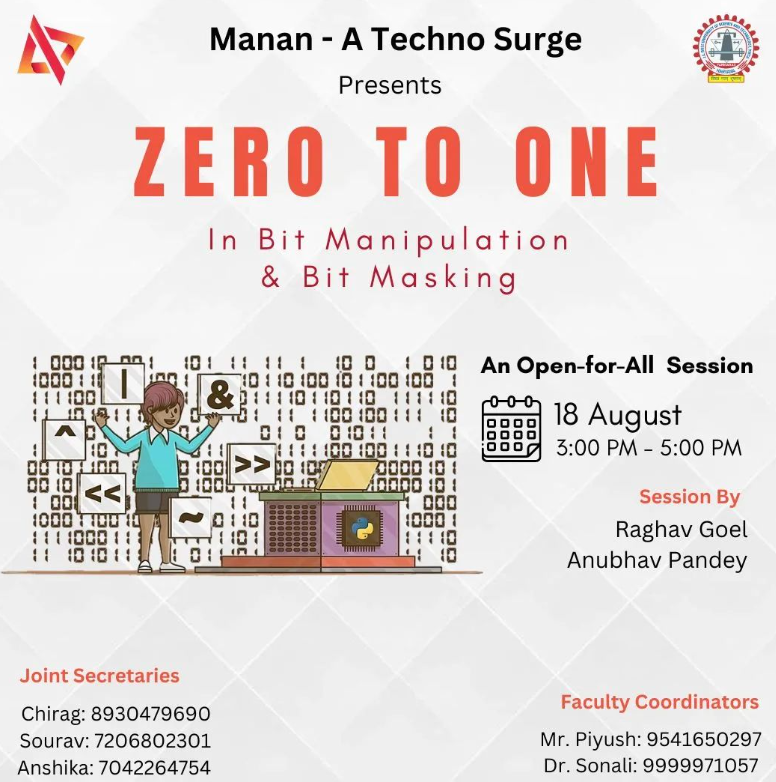 Manan - A Techno Surge
Presents
ZERO TO ONE
In Bit Manipulation
& Bit Masking
An Open-for-All Session
18 August
3:00 PM - 5:00 PM
|
&
^
>>
<<
~
Session By
Raghav Goel
Anubhav Pandey
Joint Secretaries
Chirag: 8930479690
Sourav: 7206802301
Anshika: 7042264754
Faculty Coordinators
Mr. Piyush: 9541650297
Dr. Sonali: 9999971057